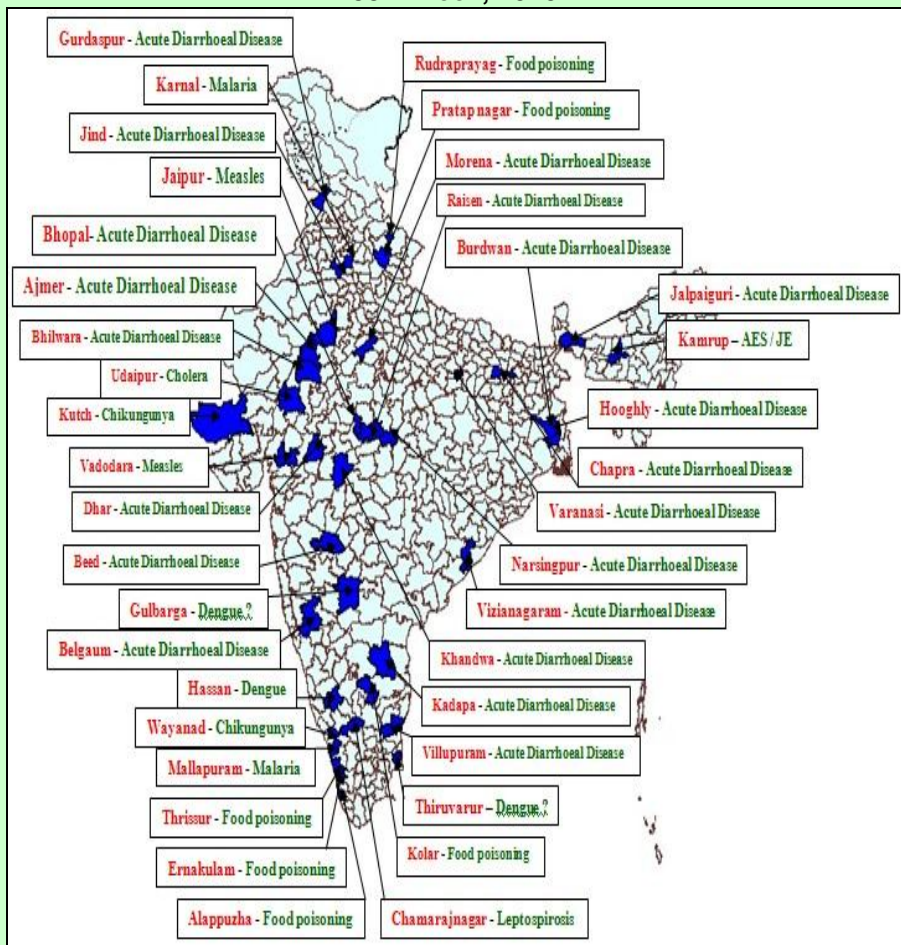 Gurdaspur - Acute Diarrhoeal Disease
Rudraprayag - Food poisoning
Karnal - Malaria
Pratap nagar - Food poisoning
Jind - Acute Diarrhoeal Disease
Morena - Acute Diarrhoeal Disease
Jaipur - Measles
Raisen - Acute Diarrhoeal Disease
Bhopal- Acute Diarrhoeal Disease
Burdwan - Acute Diarrhoeal Disease
Ajmer - Acute Diarrhoeal Disease
Jalpaiguri - Acute Diarrhoeal Disease
Bhilwara - Acute Diarrhoeal Disease
Kamrup – AES / JE
Udaipur - Cholera
Kutch - Chikungunya
Hooghly - Acute Diarrhoeal Disease
Vadodara - Measles
Chapra - Acute Diarrhoeal Disease
Dhar - Acute Diarrhoeal Disease
Varanasi - Acute Diarrhoeal Disease
Beed - Acute Diarrhoeal Disease
Narsingpur - Acute Diarrhoeal Disease
Gulbarga - Dengue ?
Vizianagaram - Acute Diarrhoeal Disease
Belgaum - Acute Diarrhoeal Disease
Khandwa - Acute Diarrhoeal Disease
Hassan - Dengue
Kadapa - Acute Diarrhoeal Disease
Wayanad - Chikungunya
Villupuram - Acute Diarrhoeal Disease
Mallapuram - Malaria
Thiruvarur – Dengue ?
Thrissur - Food poisoning
Kolar - Food poisoning
Ernakulam - Food poisoning
Alappuzha - Food poisoning
Chamarajnagar - Leptospirosis